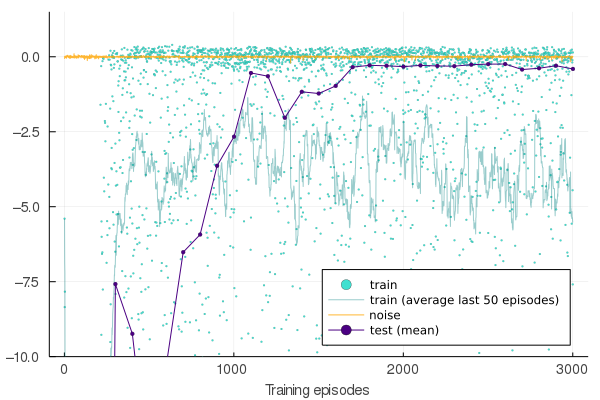 0.0
−2.5
−5.0
−7.5
−10.0
train
train (average last 50 episodes)
noise
test (mean)
0 1000 2000 3000
Training episodes